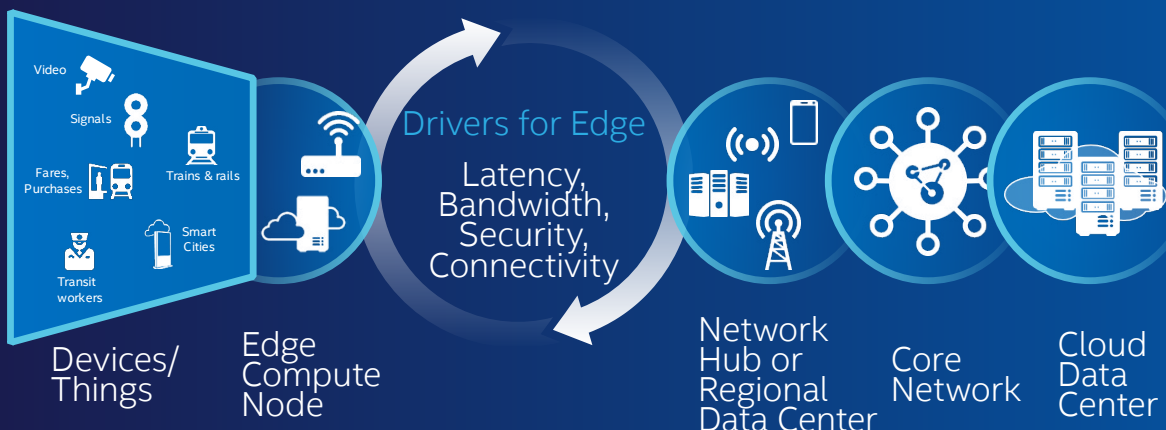 Video
Signals
Trains & rails
Fares,
Purchases
Smart
Cities
Transit
workers
Drivers for Edge
Latency,
Bandwidth,
Security,
Connectivity
Devices/
Things
Edge
Compute
Node
Network
Hub or
Regional
Data Center
Core
Network
Cloud
Data
Center